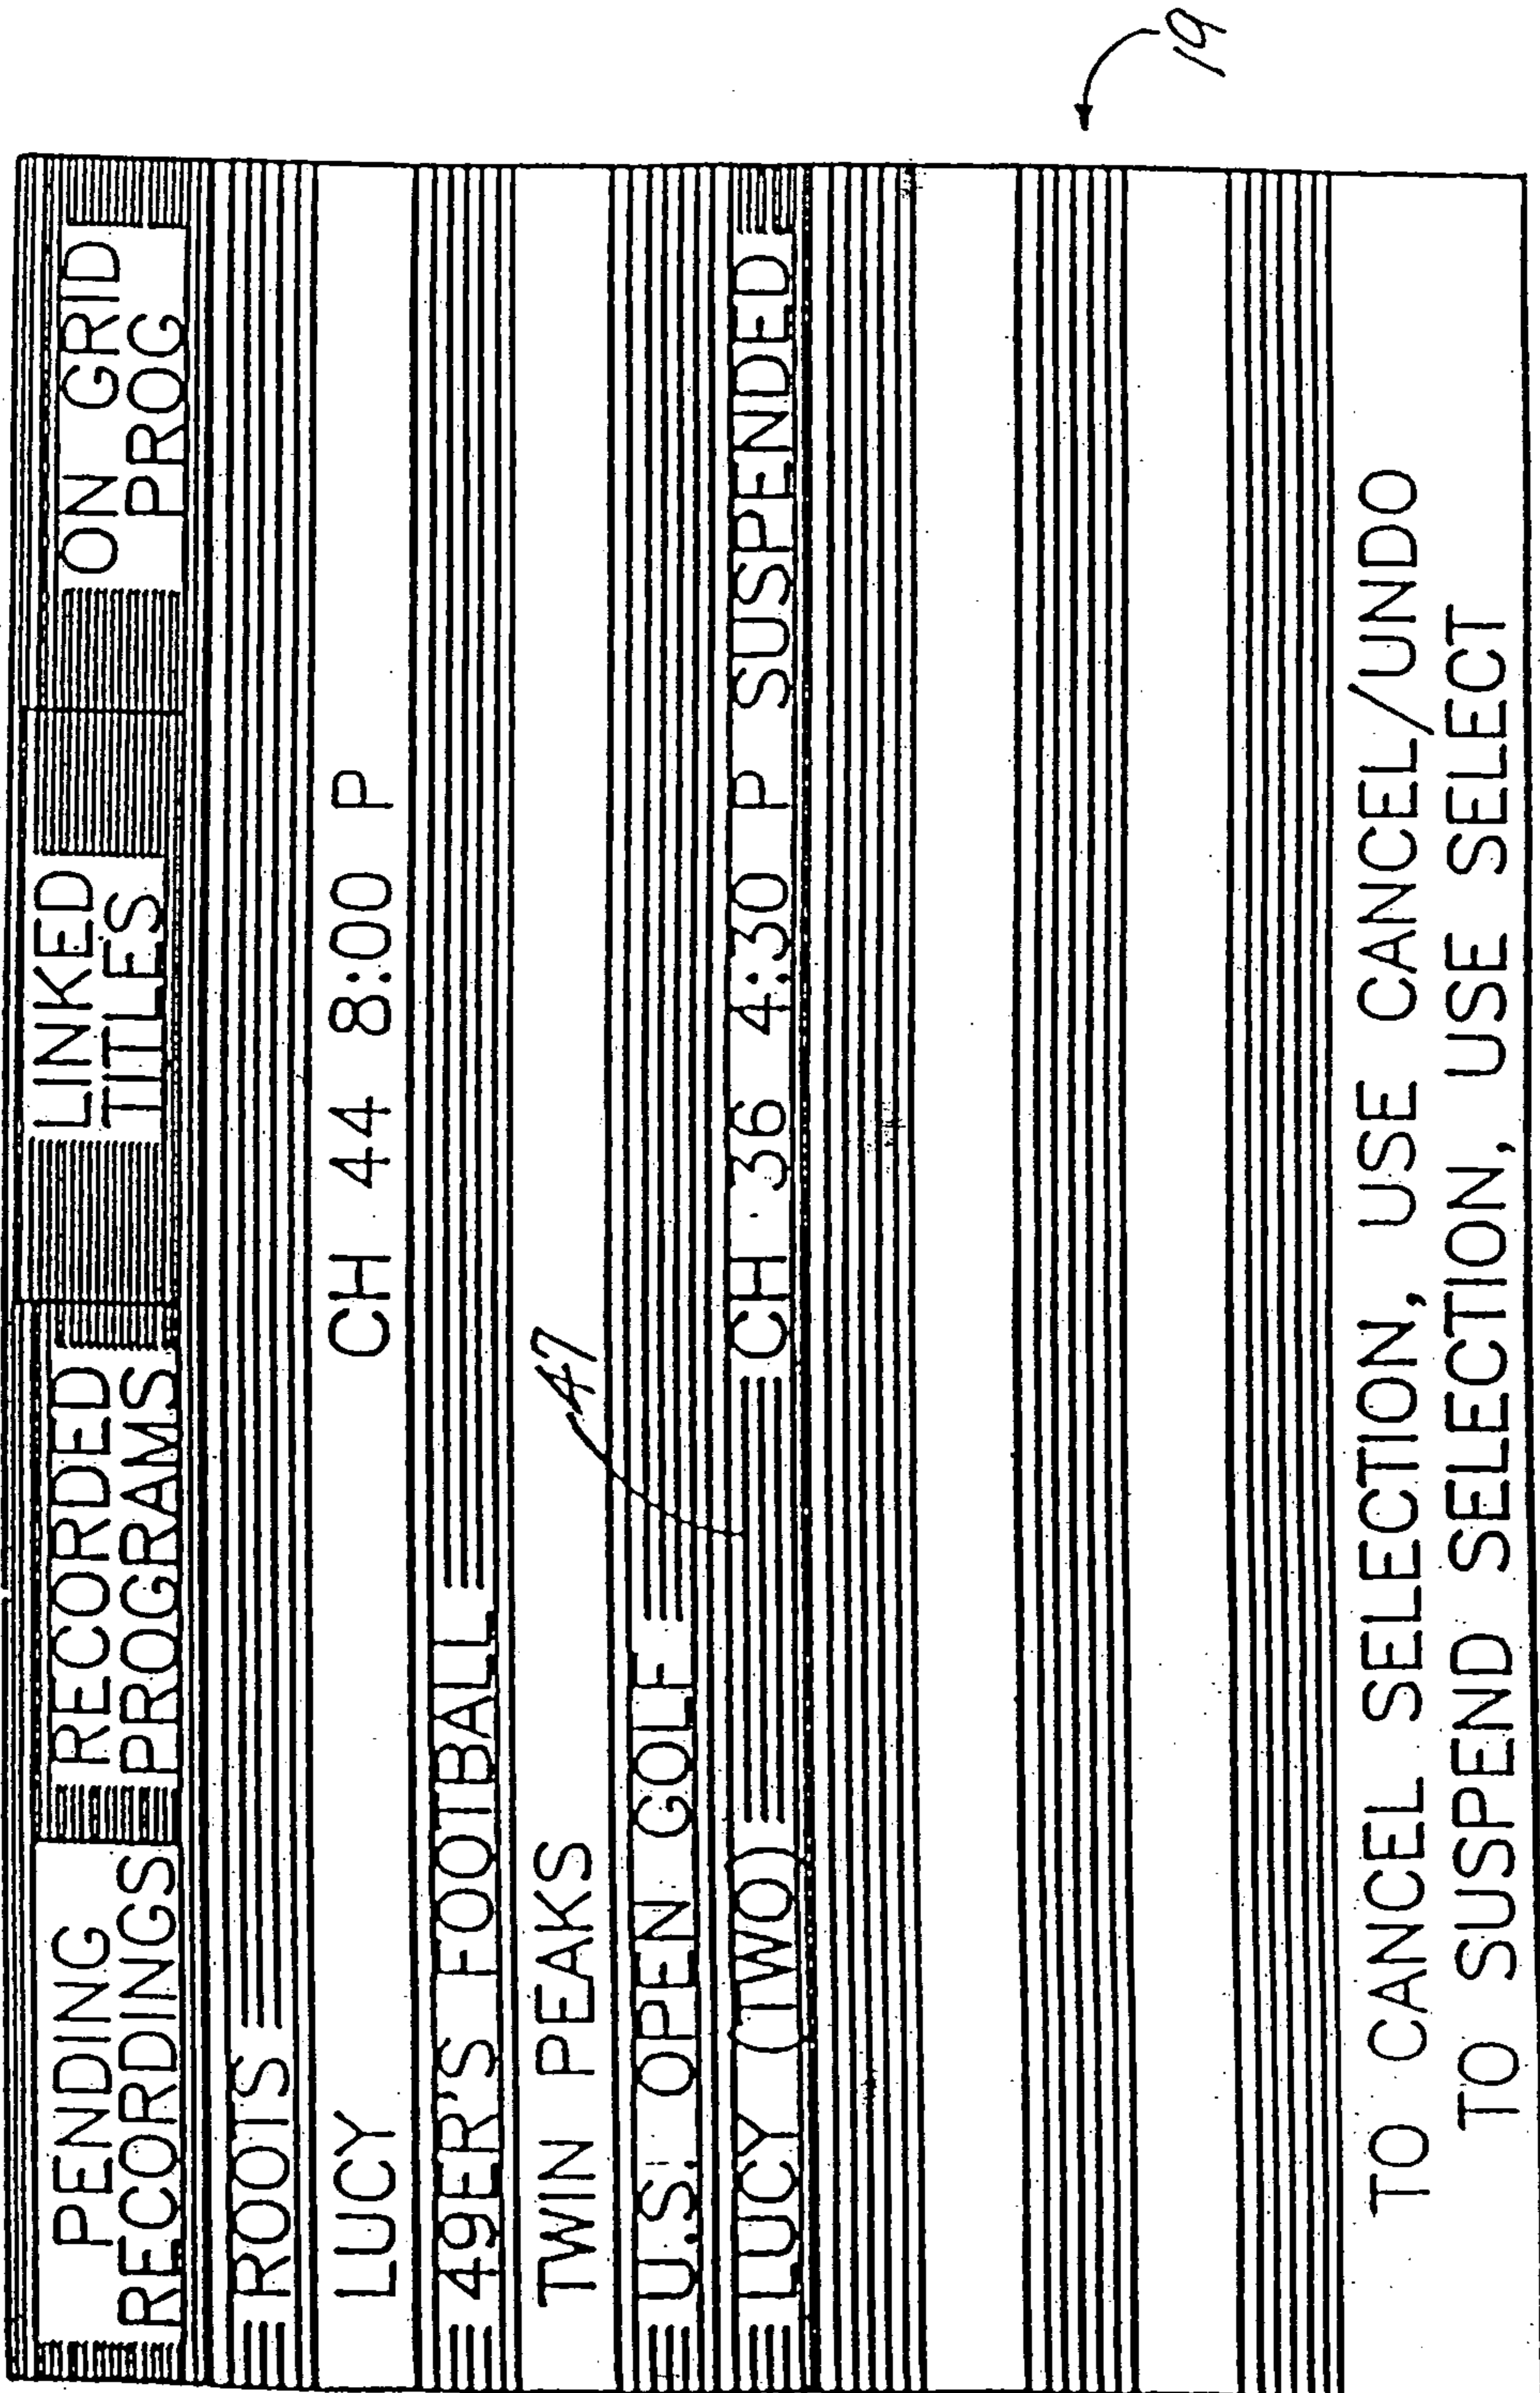 PENDING RECORDINGS RECORDED PROGRAMS LINKED TITLES ON GRID PROG
ROOTS
LUCY CH 44 8:00 P
49ER'S FOOTBALL
TWIN PEAKS
47
U.S. OPEN GOLF
LUCY (TWO) CH 36 4:30 P SUSPENDED
19
TO CANCEL SELECTION, USE CANCEL/UNDO
TO SUSPEND SELECTION, USE SELECT